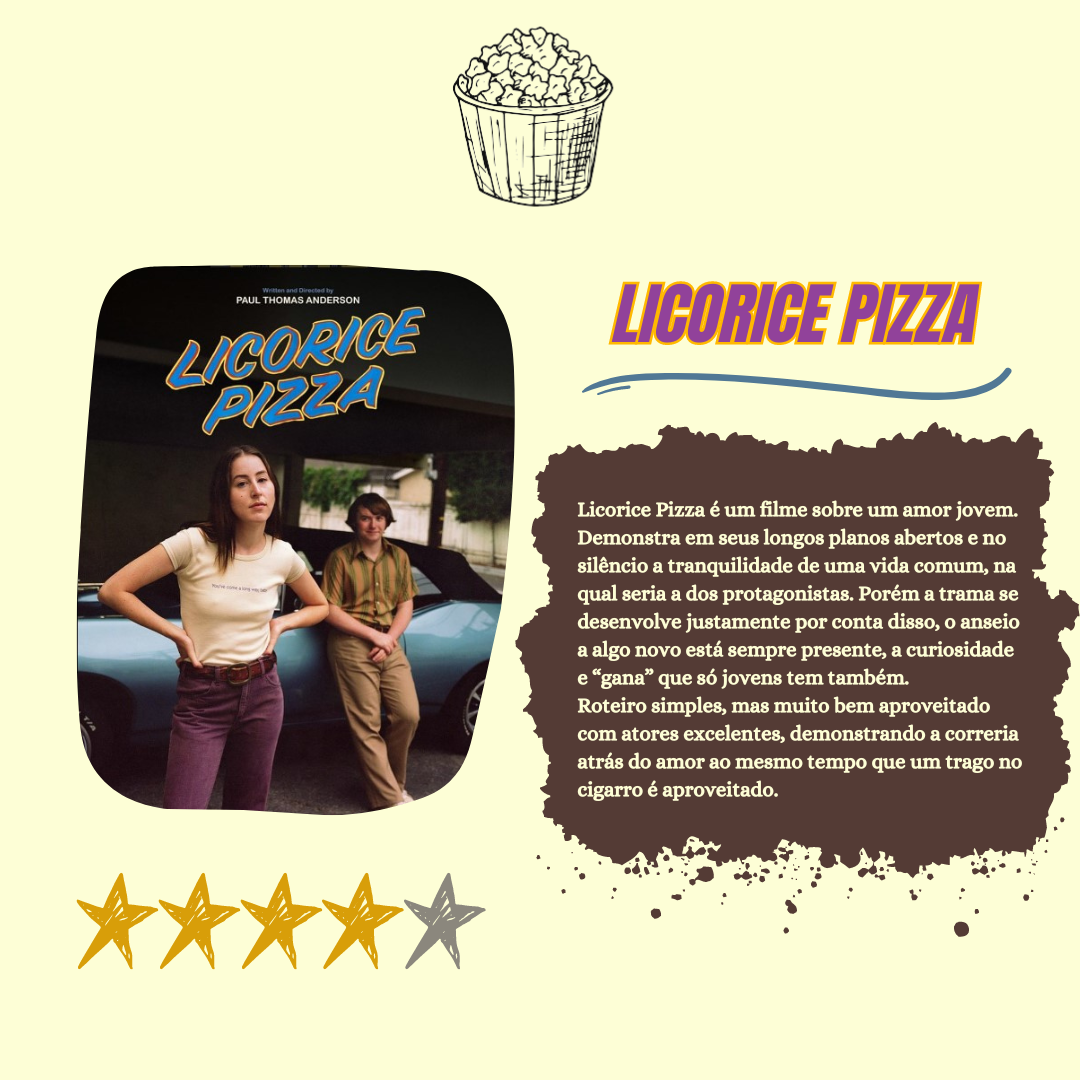 Written and Directed by
PAUL THOMAS ANDERSON
LICORICE
PIZZA
LICORICE PIZZA
Licorice Pizza é um filme sobre um amor jovem.
Demonstra em seus longos planos abertos e no
silêncio a tranquilidade de uma vida comum, na
qual seria a dos protagonistas. Porém a trama se
desenvolve justamente por conta disso, o anseio
a algo novo está sempre presente, a curiosidade
e “gana” que só jovens tem também.
Roteiro simples, mas muito bem aproveitado
com atores excelentes, demonstrando a correria
atrás do amor ao mesmo tempo que um trago no
cigarro é aproveitado.